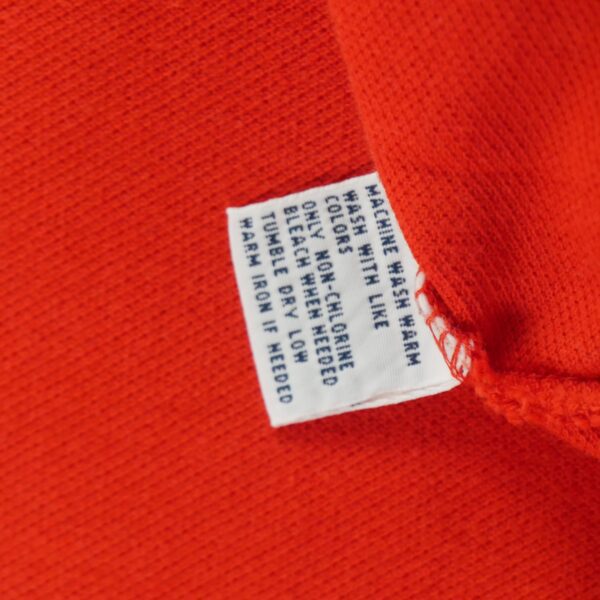 MACHINE WASH WARM
WASH WITH LIKE
COLORS
ONLY NON-CHLORINE
BLEACH WHEN NEEDED
TUMBLE DRY LOW
WARM IRON IF NEEDED